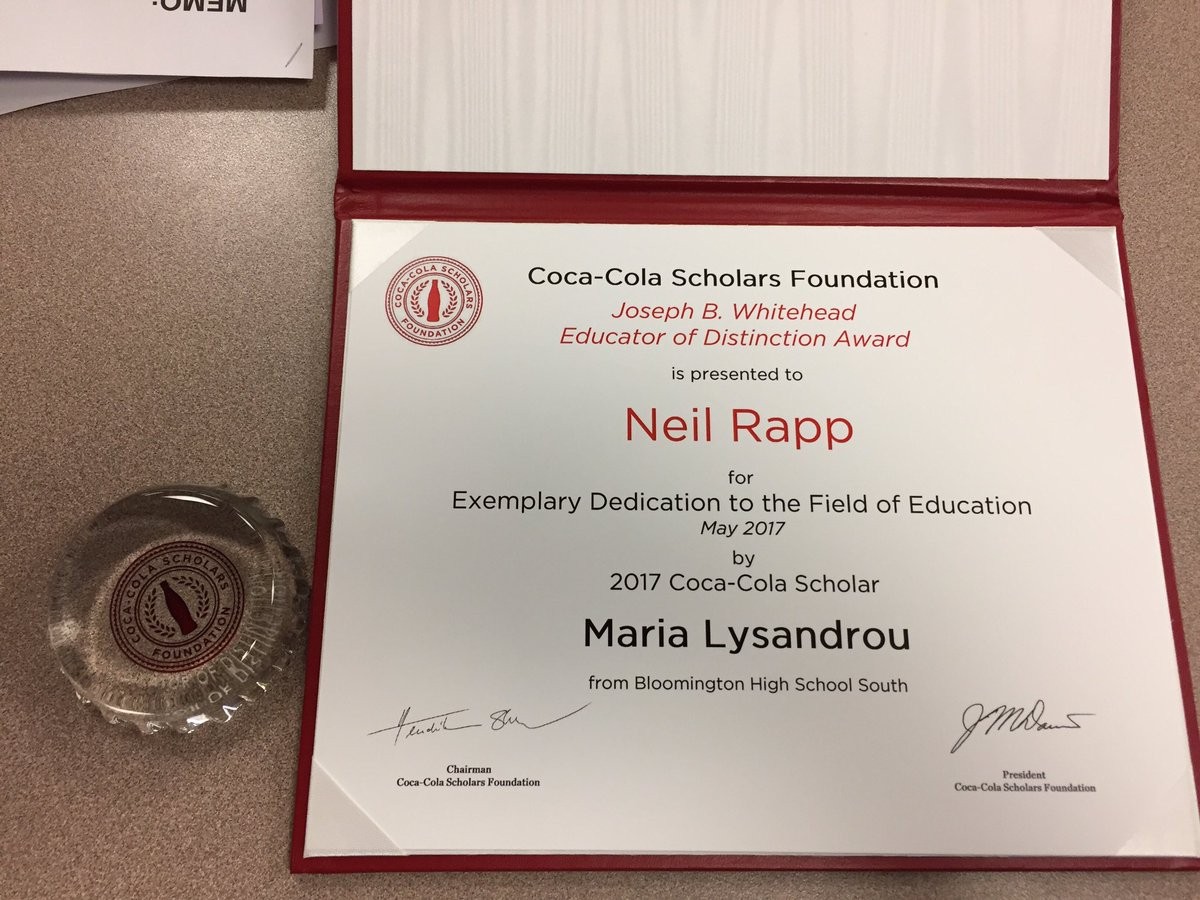 MEMO:
COCA-COLA SCHOLARS
FOUNDATION
Coca-Cola Scholars Foundation
Joseph B. Whitehead
Educator of Distinction Award
is presented to
Neil Rapp
for
Exemplary Dedication to the Field of Education
May 2017
by
2017 Coca-Cola Scholar
Maria Lysandrou
from Bloomington High School South
Chairman
Coca-Cola Scholars Foundation
President
Coca-Cola Scholars Foundation
COCA-COLA SCHOLARS
FOUNDATION